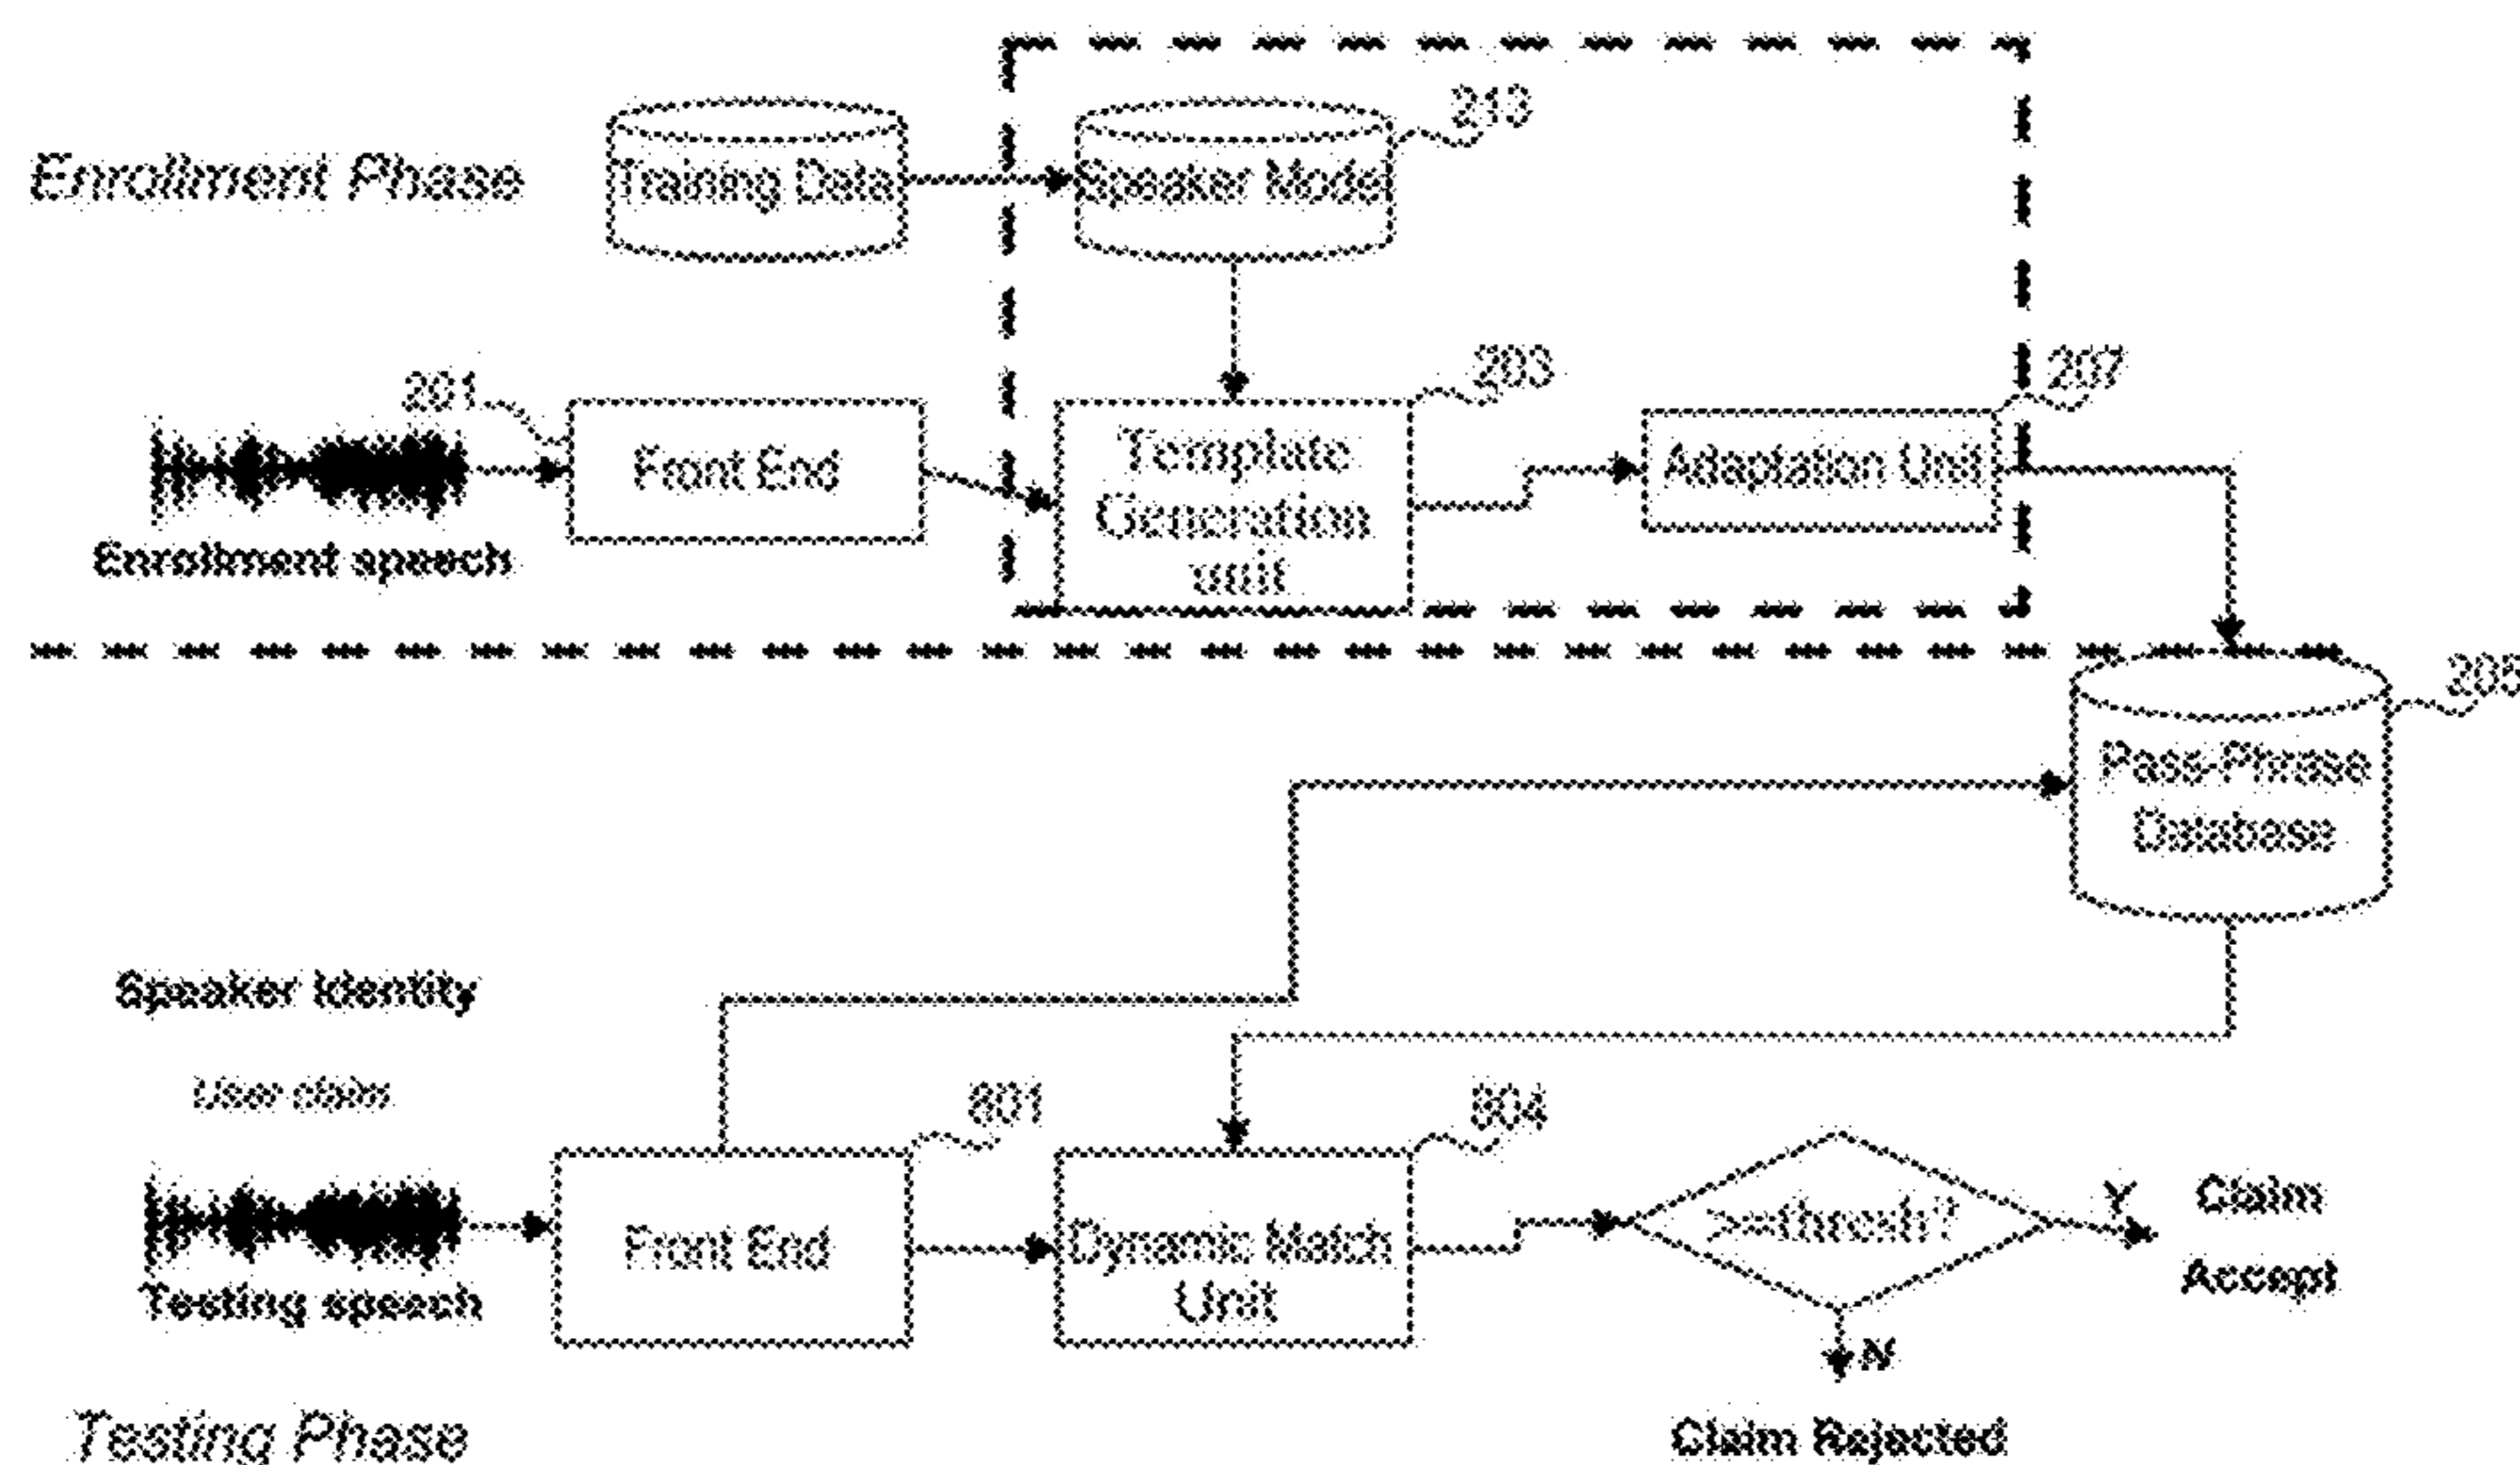 213
Enrollment Phase
Training Data
Speaker Model
201
203
207
Front End
Template
Generation
unit
Adaptation Unit
Enrollment speech
Pass-Phrase
Database
Speaker Identity
User claim
801
804
Front End
Dynamic Match
Unit
>=thresh?
Y
Claim
Accept
Testing speech
N
Testing Phase
Claim Rejected